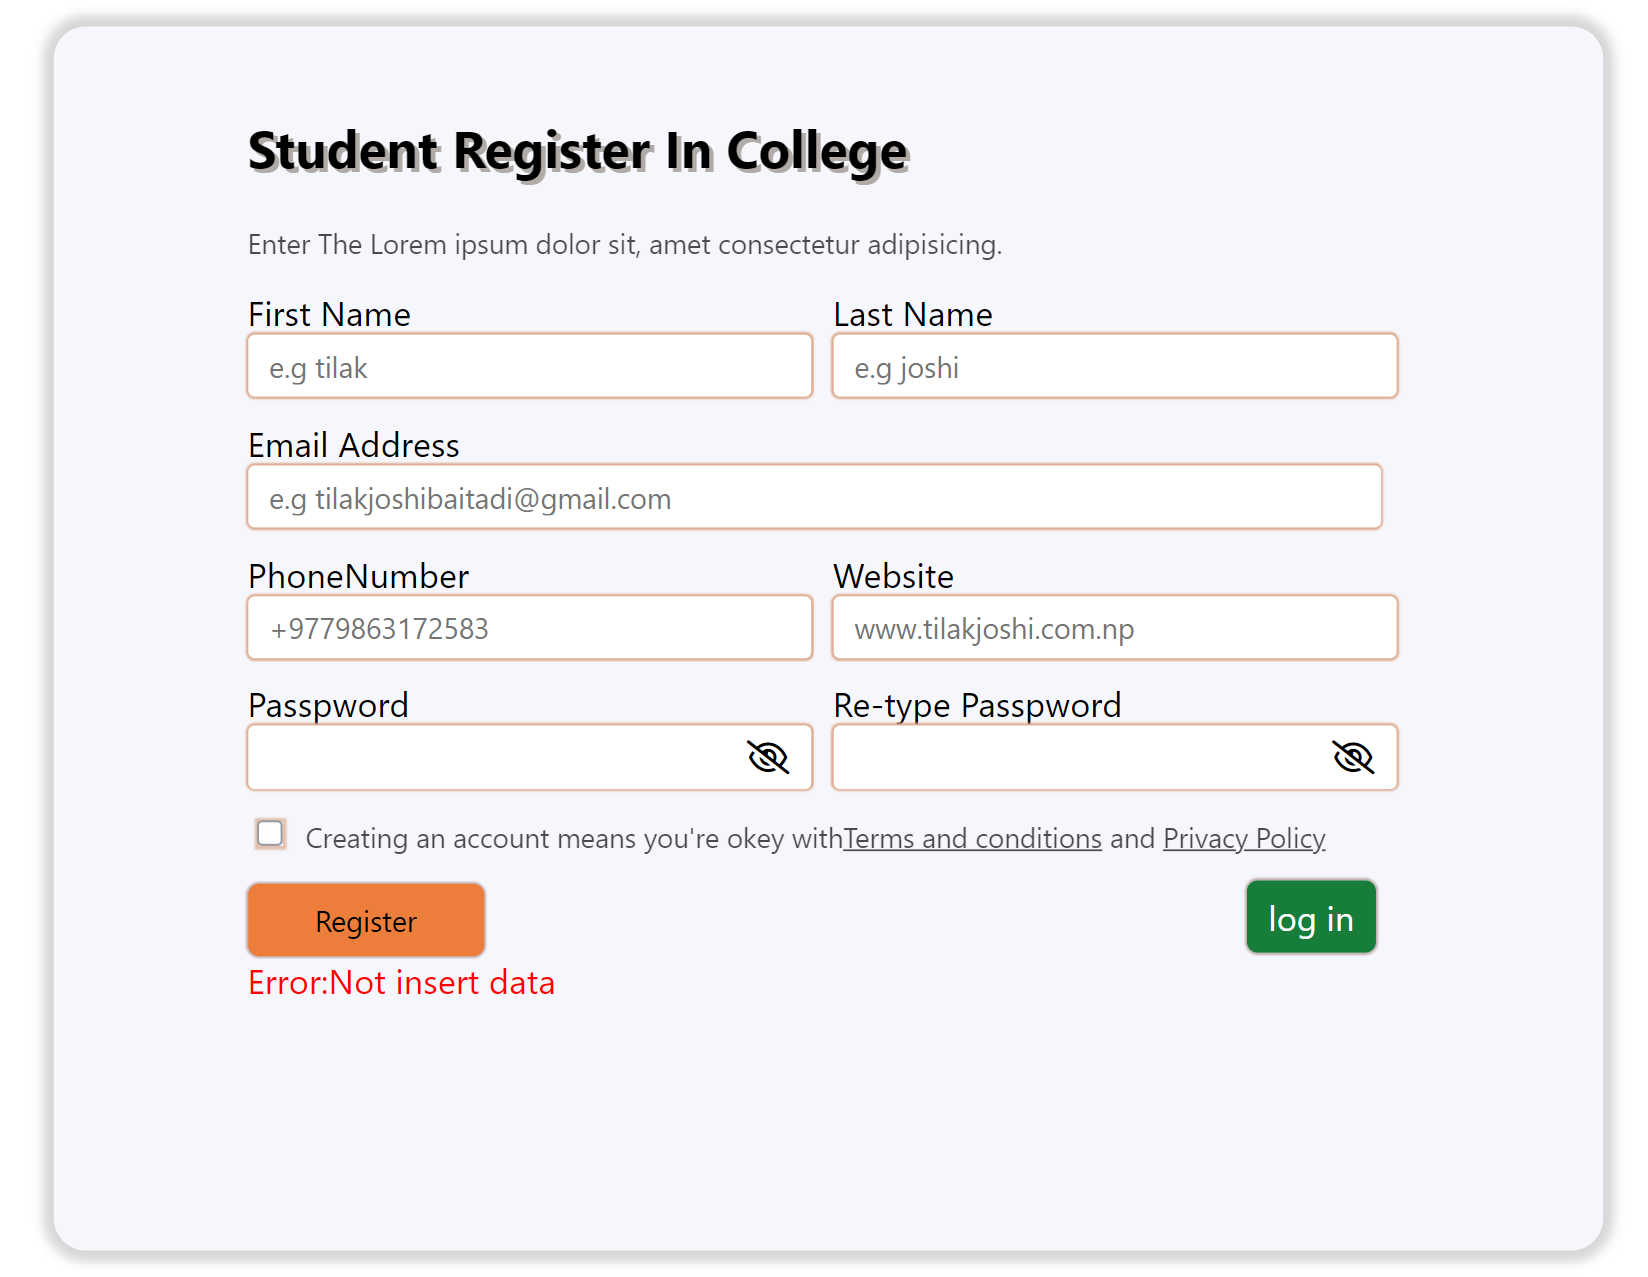 Student Register In College
Enter The Lorem ipsum dolor sit, amet consectetur adipisicing.
First Name Last Name
e.g tilak e.g joshi
Email Address
e.g tilakjoshibaitadi@gmail.com
PhoneNumber Website
+9779863172583 www.tilakjoshi.com.np
Passpword Re-type Passpword
Creating an account means you're okey withTerms and conditions and Privacy Policy
Register log in
Error:Not insert data